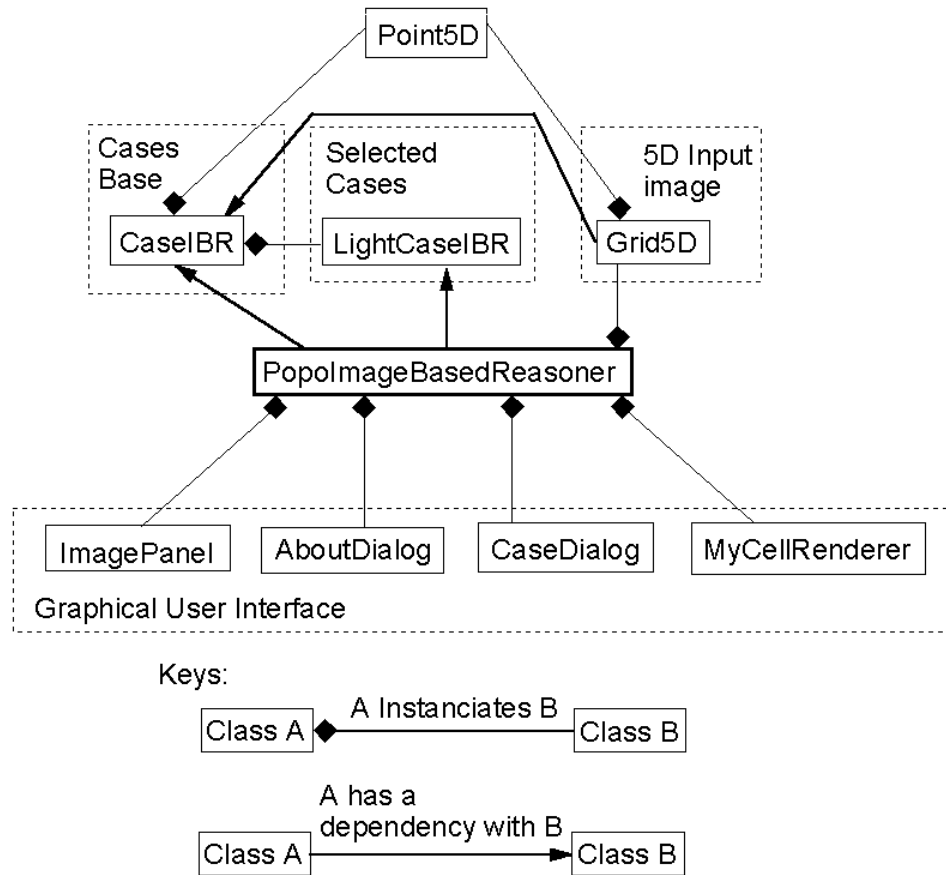 Point5D
Cases
Base
Selected
Cases
5D Input
image
CaseIBR
LightCaseIBR
Grid5D
PopoImageBasedReasoner
ImagePanel
AboutDialog
CaseDialog
MyCellRenderer
Graphical User Interface
Keys:
Class A
A Instanciates B
Class B
A has a
dependency with B
Class A
Class B